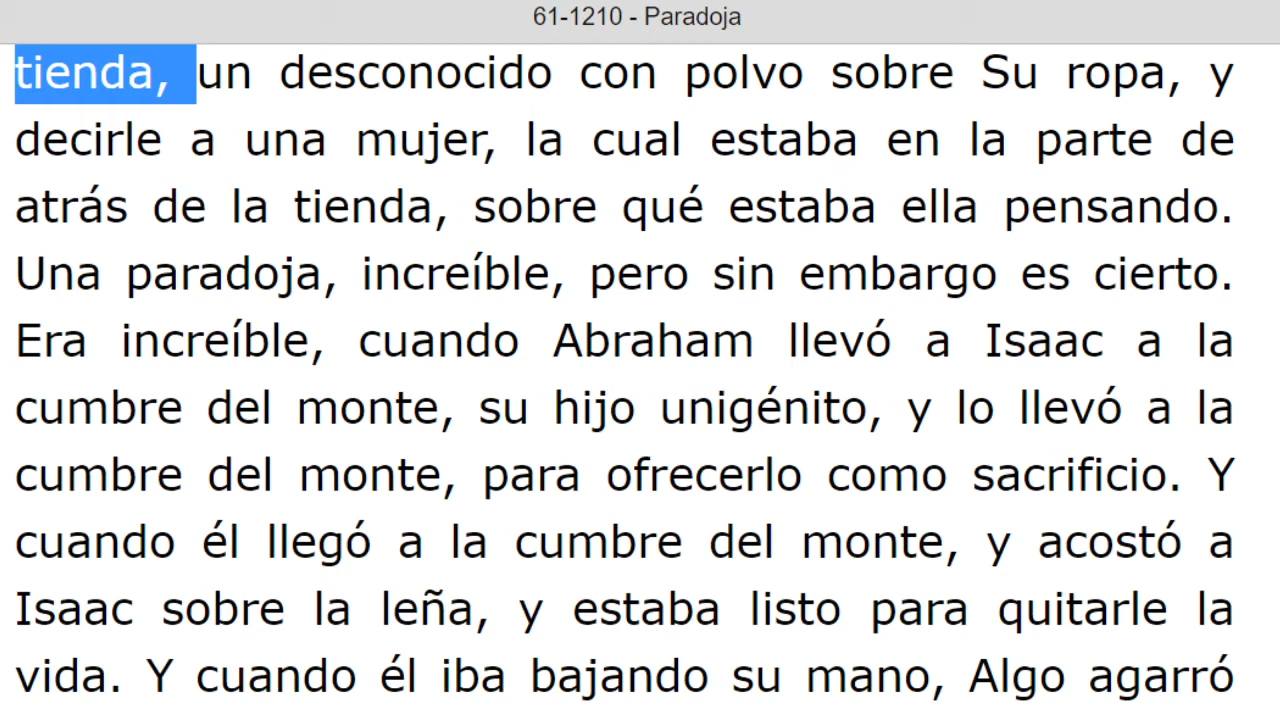 61-1210 - Paradoja
tienda, un desconocido con polvo sobre Su ropa, y
decirle a una mujer, la cual estaba en la parte de
atrás de la tienda, sobre qué estaba ella pensando.
Una paradoja, increíble, pero sin embargo es cierto.
Era increíble, cuando Abraham llevó a Isaac a la
cumbre del monte, su hijo unigénito, y lo llevó a la
cumbre del monte, para ofrecerlo como sacrificio. Y
cuando él llegó a la cumbre del monte, y acostó a
Isaac sobre la leña, y estaba listo para quitarle la
vida. Y cuando él iba bajando su mano, Algo agarró